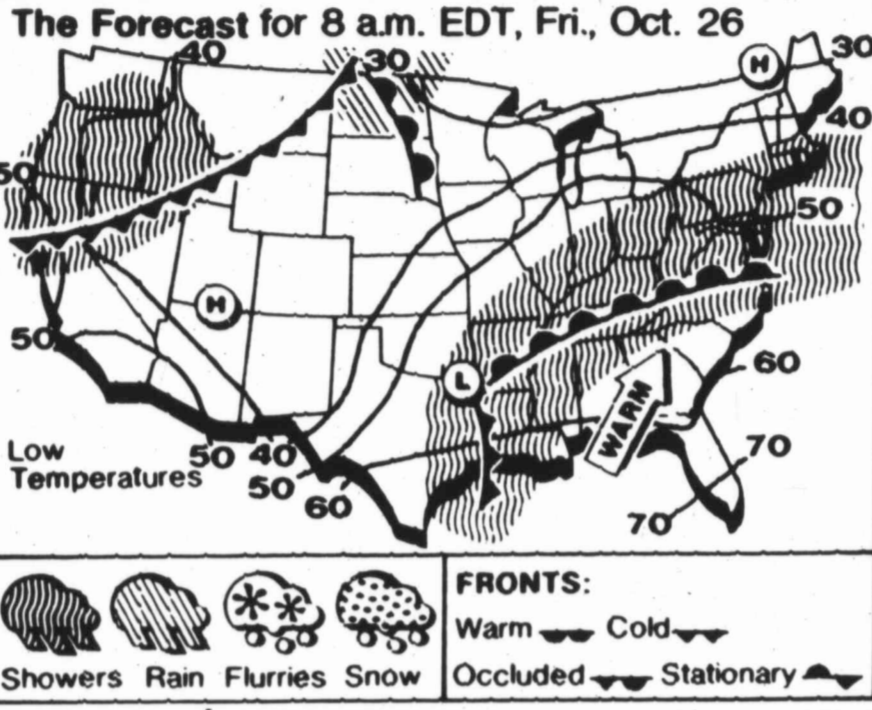 The Forecast for 8 a.m. EDT, Fri., Oct. 26
40
30
H
30
40
50
50
H
50
L
60
WARM
Low
Temperatures
50 40
50
60
70
70
FRONTS:
Warm Cold
Showers Rain Flurries Snow
Occluded Stationary